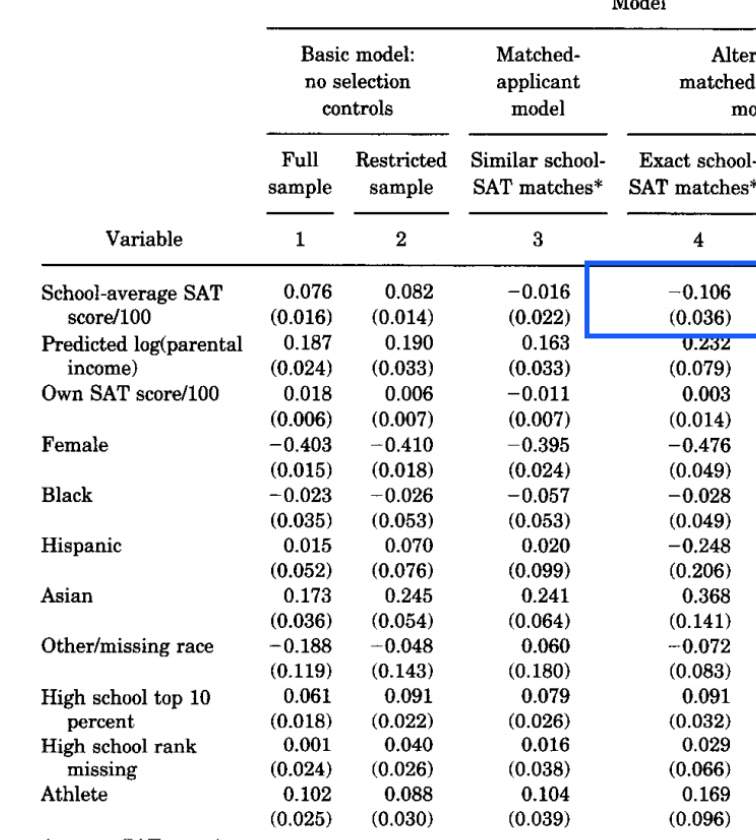 Model
Basic model: Matched- Alter
no selection applicant matched
controls model mo
Full Restricted Similar school- Exact school-
sample sample SAT matches* SAT matches*
Variable 1 2 3 4
School-average SAT 0.076 0.082 −0.016 −0.106
score/100 (0.016) (0.014) (0.022) (0.036)
Predicted log(parental 0.187 0.190 0.163 0.232
income) (0.024) (0.033) (0.033) (0.079)
Own SAT score/100 0.018 0.006 −0.011 0.003
(0.006) (0.007) (0.007) (0.014)
Female −0.403 −0.410 −0.395 −0.476
(0.015) (0.018) (0.024) (0.049)
Black −0.023 −0.026 −0.057 −0.028
(0.035) (0.053) (0.053) (0.049)
Hispanic 0.015 0.070 0.020 −0.248
(0.052) (0.076) (0.099) (0.206)
Asian 0.173 0.245 0.241 0.368
(0.036) (0.054) (0.064) (0.141)
Other/missing race −0.188 −0.048 0.060 −0.072
(0.119) (0.143) (0.180) (0.083)
High school top 10 0.061 0.091 0.079 0.091
percent (0.018) (0.022) (0.026) (0.032)
High school rank 0.001 0.040 0.016 0.029
missing (0.024) (0.026) (0.038) (0.066)
Athlete 0.102 0.088 0.104 0.169
(0.025) (0.030) (0.039) (0.096)